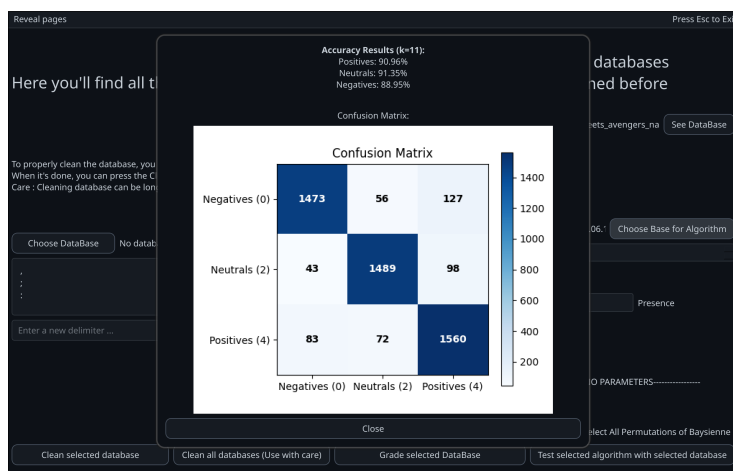 Reveal pages
Press Esc to Exi
Here you'll find all th
databases
ned before
eets_avengers_na
See DataBase
To properly clean the database, you
When it's done, you can press the Cl
Care : Cleaning database can be lon
Choose DataBase
No datab
.06.
Choose Base for Algorithm
,
;
:
Enter a new delimiter ...
Presence
O PARAMETERS----------------
elect All Permutations of Baysienne
Accuracy Results (k=11):
Positives: 90.96%
Neutrals: 91.35%
Negatives: 88.95%
Confusion Matrix:
Confusion Matrix
Negatives (0)
1473
56
127
Neutrals (2)
43
1489
98
Positives (4)
83
72
1560
Negatives (0)
Neutrals (2)
Positives (4)
1400
1200
1000
800
600
400
200
Close
Clean selected database
Clean all databases (Use with care)
Grade selected DataBase
Test selected algorithm with selected database